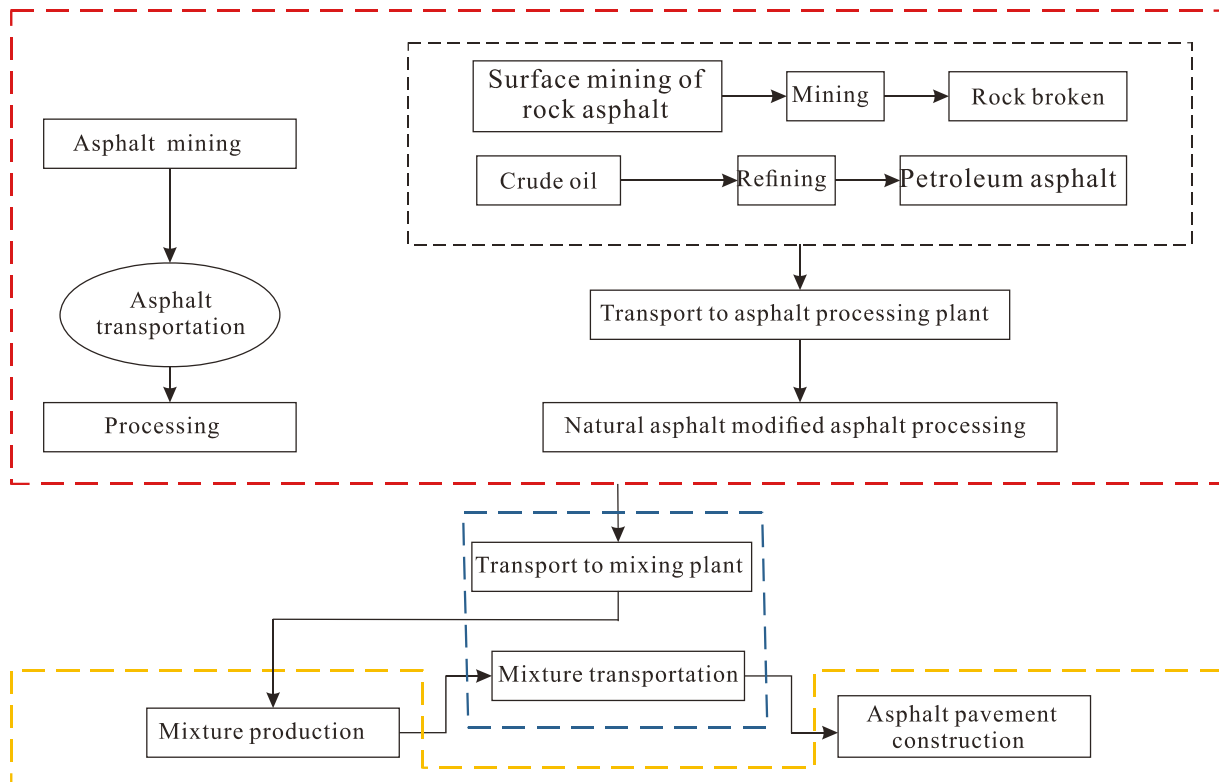 Surface mining of
rock asphalt
Mining
Rock broken
Asphalt mining
Crude oil
Refining
Petroleum asphalt
Asphalt
transportation
Transport to asphalt processing plant
Processing
Natural asphalt modified asphalt processing
Transport to mixing plant
Mixture transportation
Mixture production
Asphalt pavement
construction